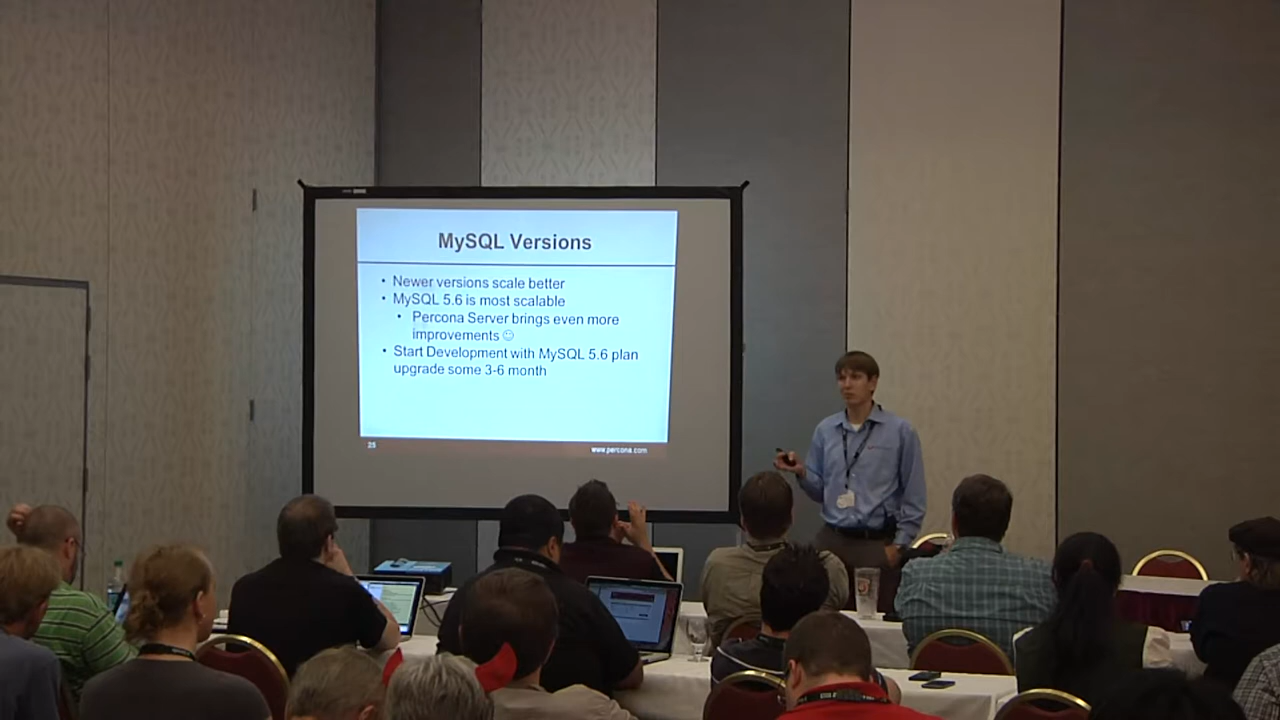 MySQL Versions
• Newer versions scale better
• MySQL 5.6 is most scalable
• Percona Server brings even more
improvements ☺
• Start Development with MySQL 5.6 plan
upgrade some 3-6 month
25
www.percona.com